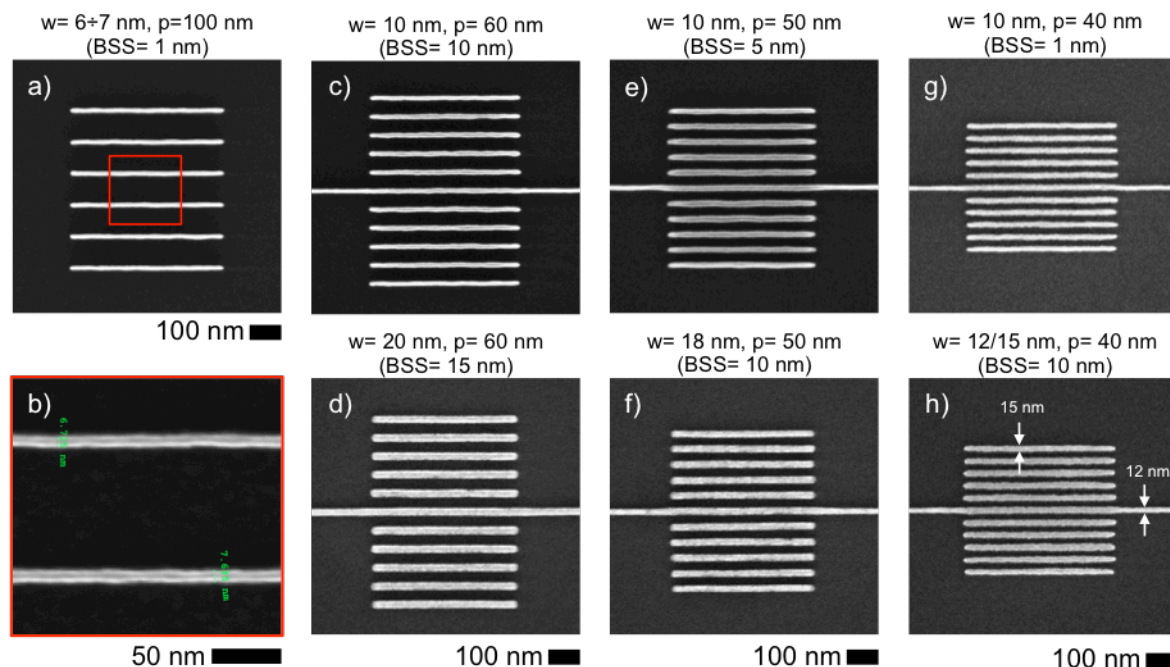 w= 6÷7 nm, p=100 nm
(BSS= 1 nm)
w= 10 nm, p= 60 nm
(BSS= 10 nm)
w= 10 nm, p= 50 nm
(BSS= 5 nm)
w= 10 nm, p= 40 nm
(BSS= 1 nm)
a)
c)
e)
g)
100 nm
w= 20 nm, p= 60 nm
(BSS= 15 nm)
w= 18 nm, p= 50 nm
(BSS= 10 nm)
w= 12/15 nm, p= 40 nm
(BSS= 10 nm)
b)
nm
nm
d)
f)
h)
15 nm
12 nm
50 nm
100 nm
100 nm
100 nm